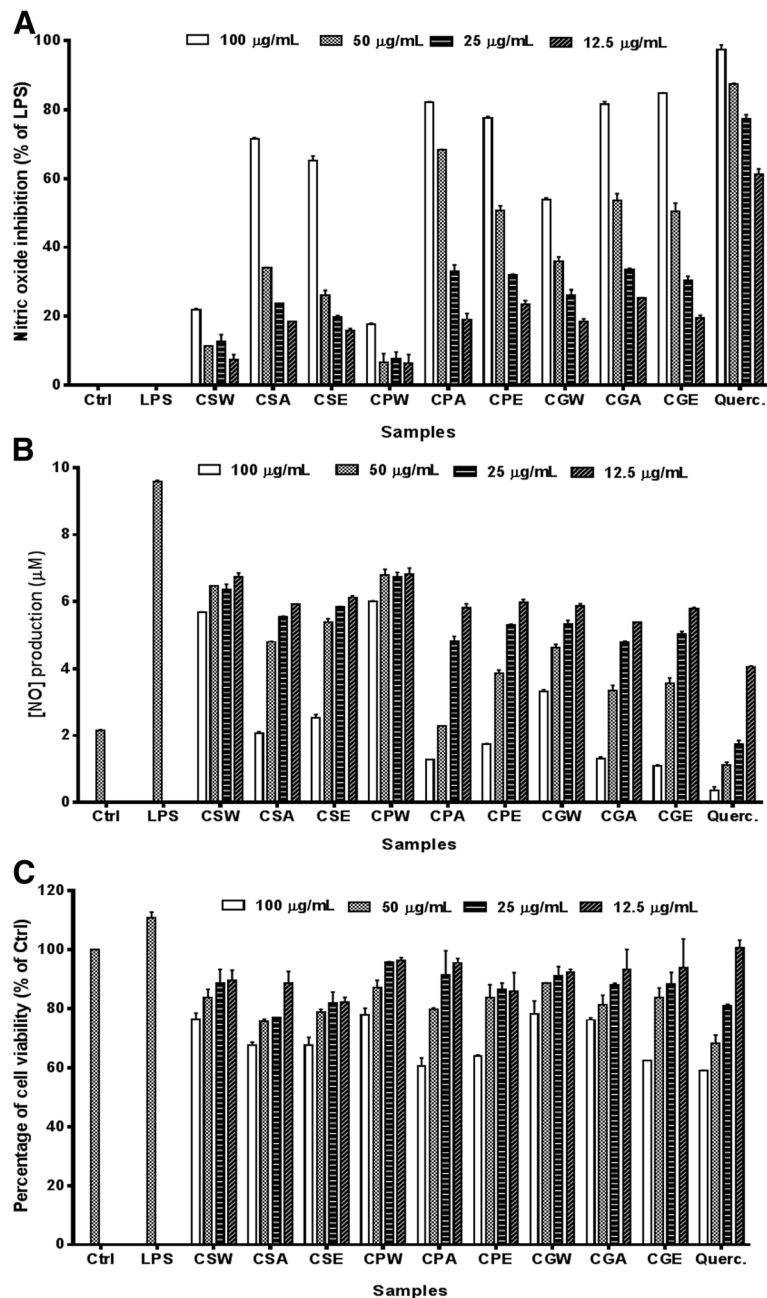 A
100 μg/mL 50 μg/mL 25 μg/mL 12.5 μg/mL
Nitric oxide inhibition (% of LPS)
100
80
60
40
20
0
Ctrl LPS CSW CSA CSE CPW CPA CPE CGW CGA CGE Querc.
Samples
B
100 μg/mL 50 μg/mL 25 μg/mL 12.5 μg/mL
[NO] production (μM)
10
8
6
4
2
0
Ctrl LPS CSW CSA CSE CPW CPA CPE CGW CGA CGE Querc.
Samples
C
100 μg/mL 50 μg/mL 25 μg/mL 12.5 μg/mL
Percentage of cell viability (% of Ctrl)
120
100
80
60
40
20
0
Ctrl LPS CSW CSA CSE CPW CPA CPE CGW CGA CGE Querc.
Samples